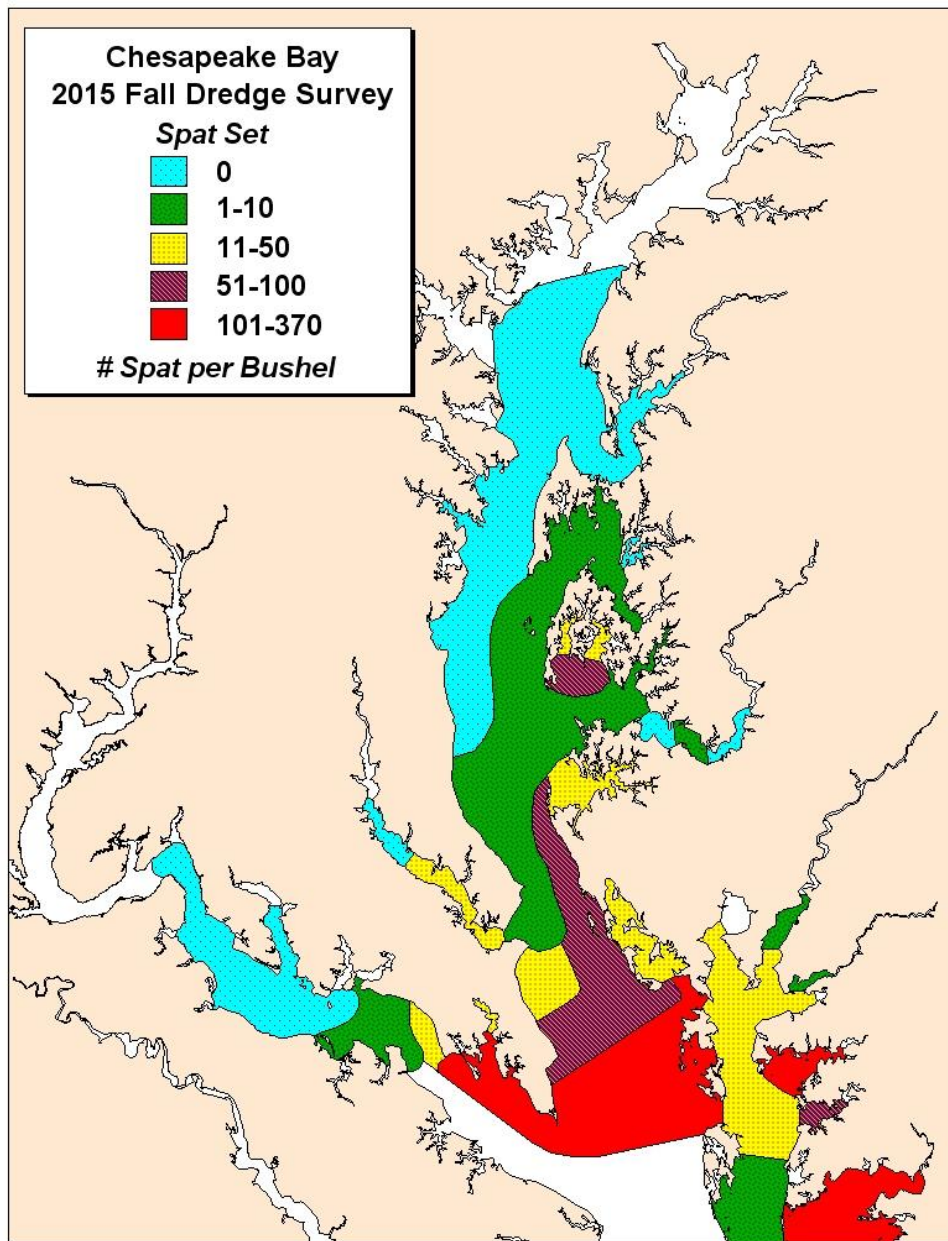 Chesapeake Bay
2015 Fall Dredge Survey
Spat Set
0
1-10
11-50
51-100
101-370
# Spat per Bushel